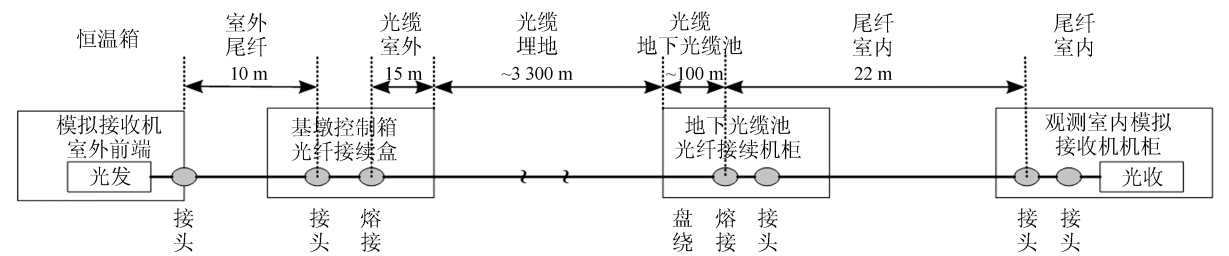 恒温箱
室外
尾纤
10 m
光缆
室外
15 m
光缆
埋地
~3 300 m
光缆
地下光缆池
~100 m
尾纤
室内
22 m
尾纤
室内
模拟接收机
室外前端
光发
基墩控制箱
光纤接续盒
地下光缆池
光纤接续机柜
观测室内模拟
接收机机柜
光收
接头
接头
熔接
盘绕
熔接
接头
接头
接头